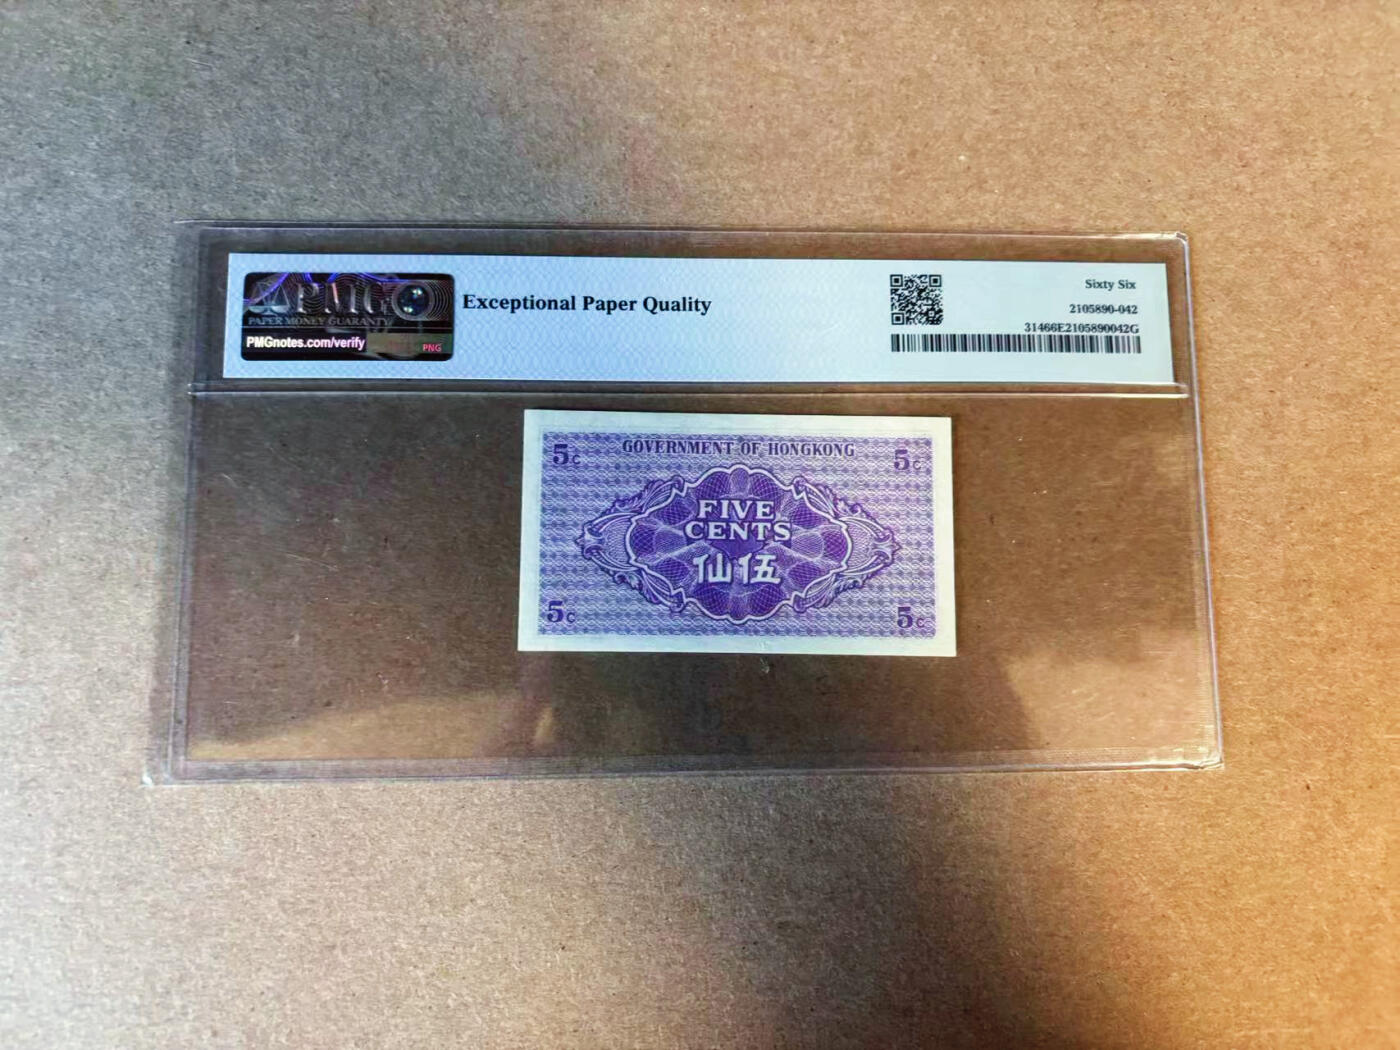 PMG
PAPER MONEY GUARANTY
PMGnotes.com/verify
PNG
Exceptional Paper Quality
Sixty Six
2105890-042
31466E2105890042G
5c
GOVERNMENT OF HONGKONG
5c
FIVE
CENTS
仙伍
5c
5c